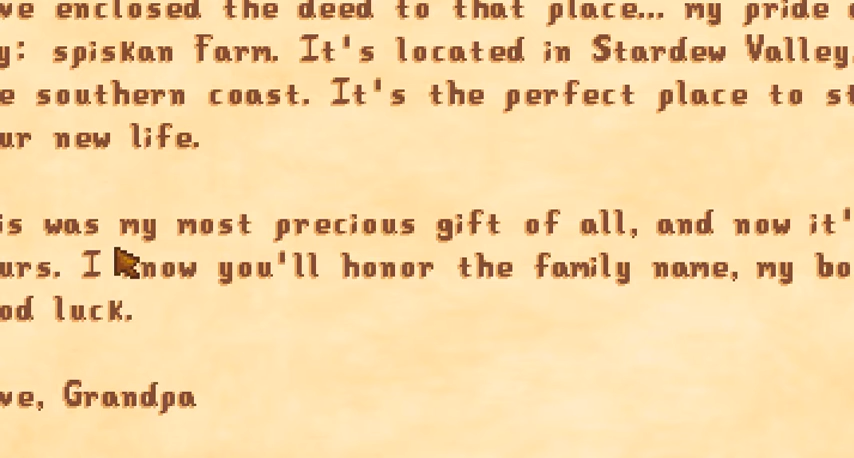 ve enclosed the deed to that place... my pride
y: spiskan Farm. It's located in Stardew Valley,
e southern coast. It's the perfect place to st
ur new life.
is was my most precious gift of all, and now it'
urs. I know you'll honor the family name, my bo
od luck.
ve, Grandpa